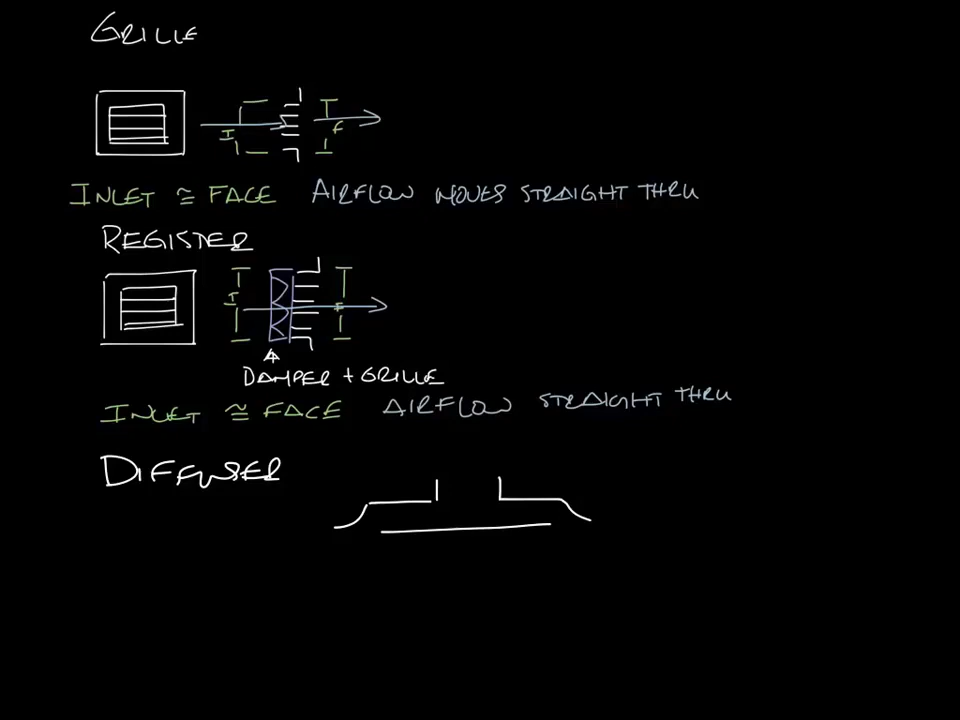 GRILLE
I F
INLET ≅ FACE AIRFLOW MOVES STRAIGHT THRU
REGISTER
I F
DAMPER + GRILLE
INLET ≅ FACE AIRFLOW STRAIGHT THRU
DIFFUSER